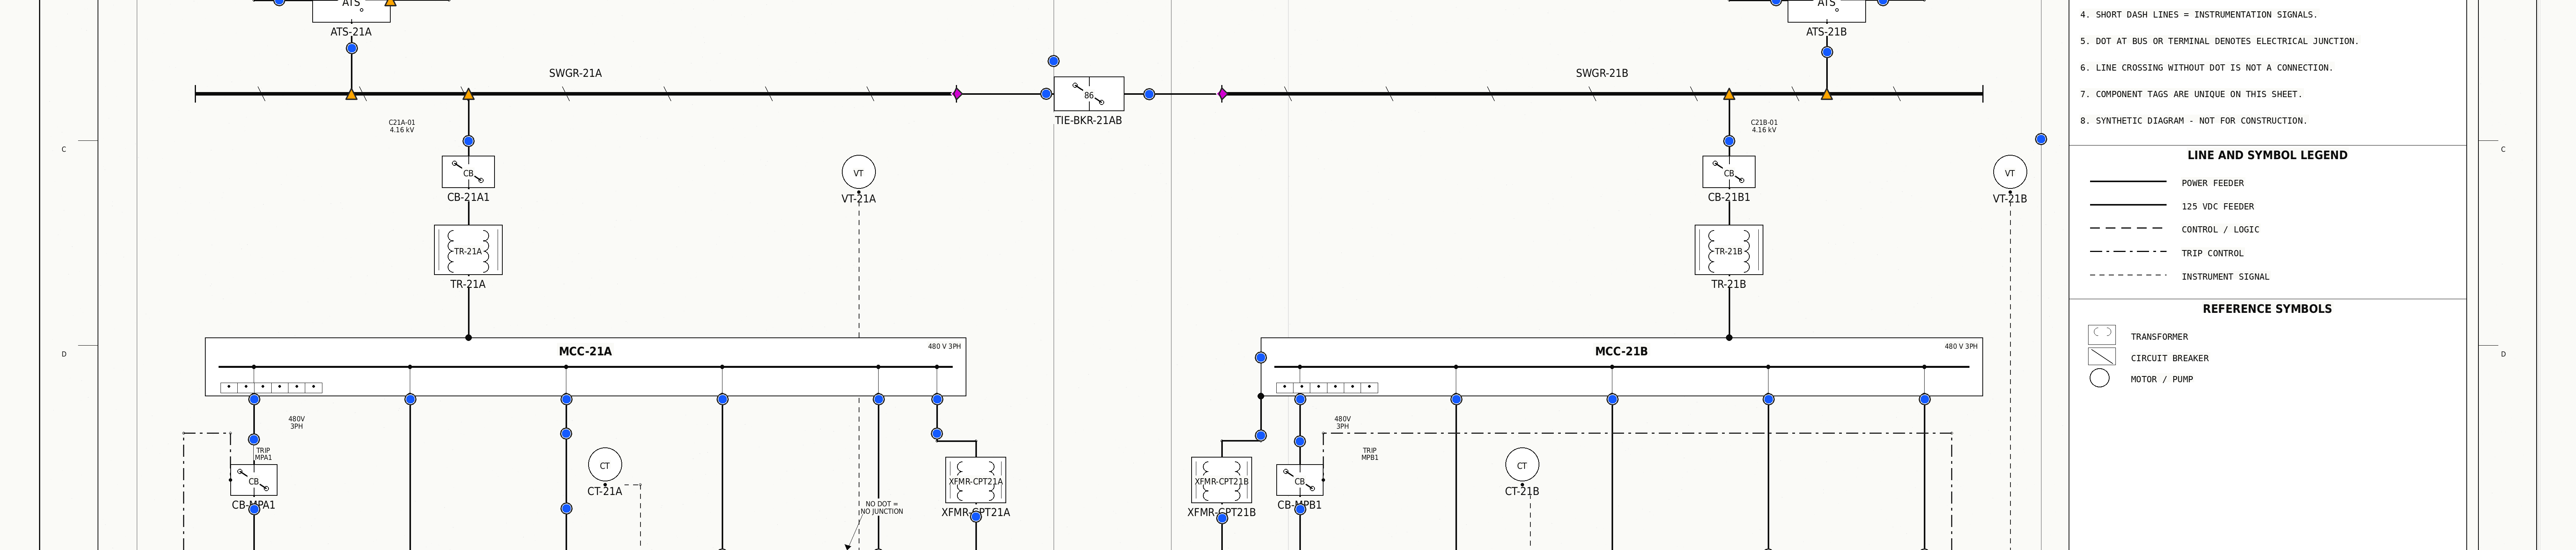 ATS
ATS-21A
ATS
ATS-21B
4. SHORT DASH LINES = INSTRUMENTATION SIGNALS.
5. DOT AT BUS OR TERMINAL DENOTES ELECTRICAL JUNCTION.
6. LINE CROSSING WITHOUT DOT IS NOT A CONNECTION.
7. COMPONENT TAGS ARE UNIQUE ON THIS SHEET.
8. SYNTHETIC DIAGRAM - NOT FOR CONSTRUCTION.
SWGR-21A
86
TIE-BKR-21AB
SWGR-21B
C21A-01
4.16 kV
C21B-01
4.16 kV
C
C
CB
CB-21A1
VT
VT-21A
CB
CB-21B1
VT
VT-21B
LINE AND SYMBOL LEGEND
POWER FEEDER
125 VDC FEEDER
CONTROL / LOGIC
TRIP CONTROL
INSTRUMENT SIGNAL
TR-21A
TR-21A
TR-21B
TR-21B
REFERENCE SYMBOLS
TRANSFORMER
CIRCUIT BREAKER
MOTOR / PUMP
D
D
MCC-21A
480 V 3PH
MCC-21B
480 V 3PH
480V
3PH
TRIP
MPA1
CB
CB-MPA1
CT
CT-21A
NO DOT =
NO JUNCTION
XFMR-CPT21A
XFMR-CPT21A
XFMR-CPT21B
XFMR-CPT21B
480V
3PH
TRIP
MPB1
CB
CB-MPB1
CT
CT-21B